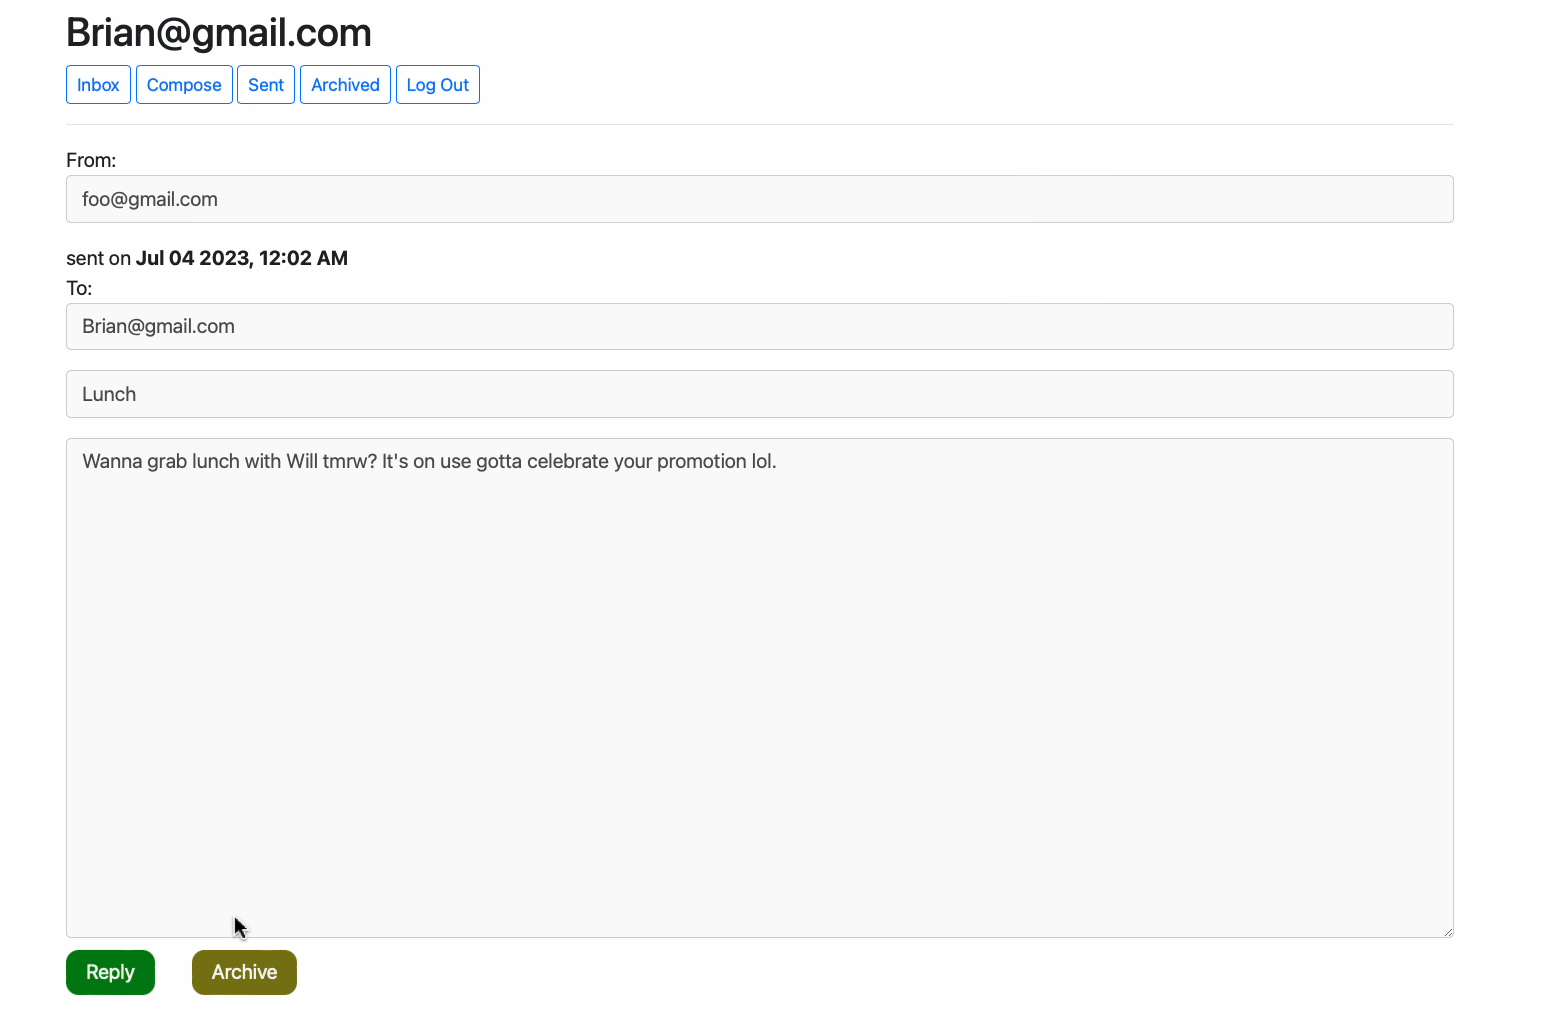 Brian@gmail.com
Inbox Compose Sent Archived Log Out
From:
foo@gmail.com
sent on Jul 04 2023, 12:02 AM
To:
Brian@gmail.com
Lunch
Wanna grab lunch with Will tmrw? It's on use gotta celebrate your promotion lol.
Reply Archive